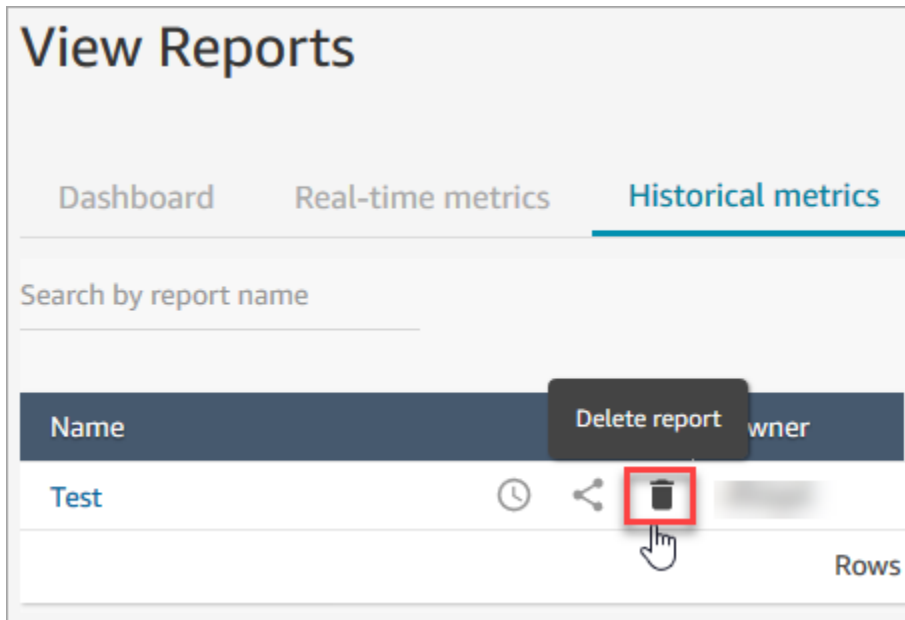 View Reports
Dashboard Real-time metrics Historical metrics
Search by report name
Delete report
Name wner
Test
Rows